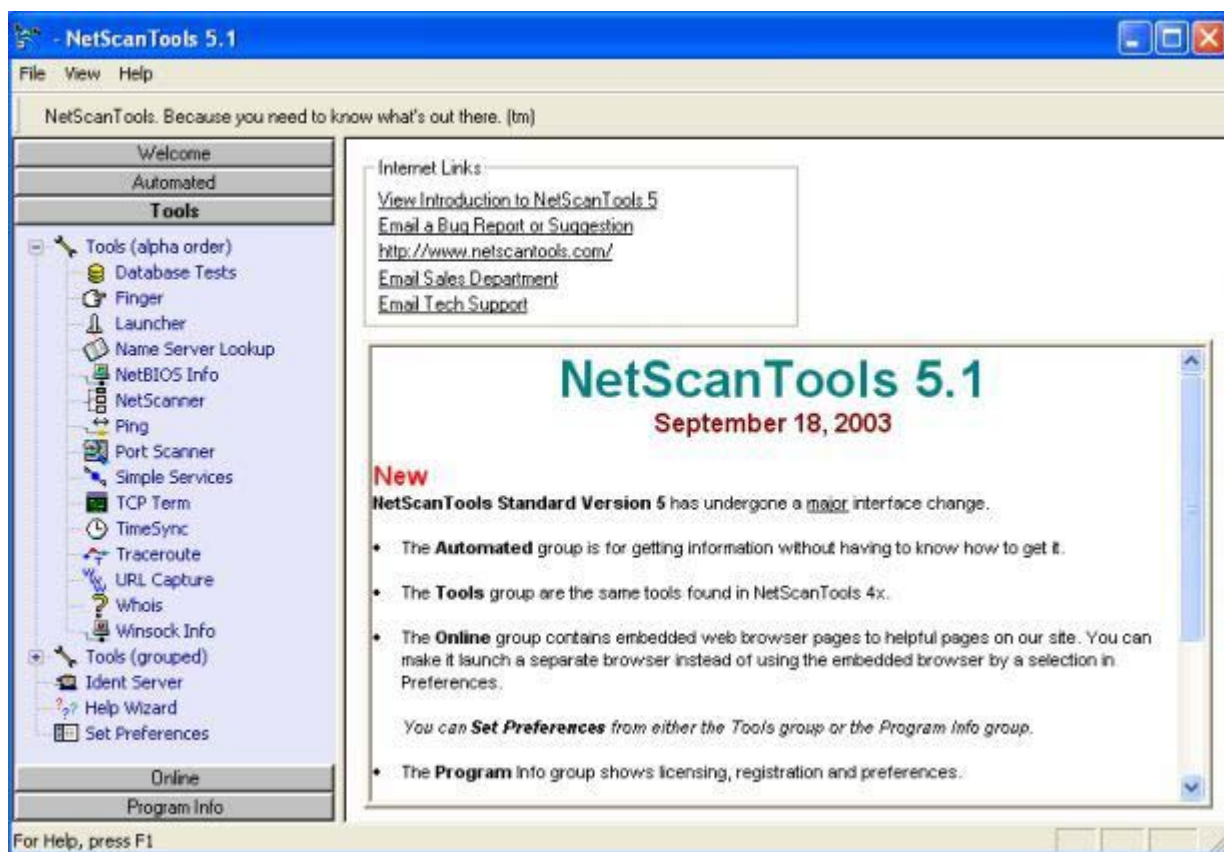 - NetScanTools 5.1
File View Help
NetScanTools. Because you need to know what's out there. (tm)
Welcome
Automated
Tools
Tools (alpha order)
Database Tests
Finger
Launcher
Name Server Lookup
NetBIOS Info
NetScanner
Ping
Port Scanner
Simple Services
TCP Term
TimeSync
Traceroute
URL Capture
Whois
Winsock Info
Tools (grouped)
Ident Server
Help Wizard
Set Preferences
Online
Program Info
Internet Links
View Introduction to NetScanTools 5
Email a Bug Report or Suggestion
http://www.netscantools.com/
Email Sales Department
Email Tech Support
NetScanTools 5.1
September 18, 2003
New
NetScanTools Standard Version 5 has undergone a major interface change.
• The Automated group is for getting information without having to know how to get it.
• The Tools group are the same tools found in NetScanTools 4x.
• The Online group contains embedded web browser pages to helpful pages on our site. You can
make it launch a separate browser instead of using the embedded browser by a selection in
Preferences.
You can Set Preferences from either the Tools group or the Program Info group.
• The Program Info group shows licensing, registration and preferences.
For Help, press F1